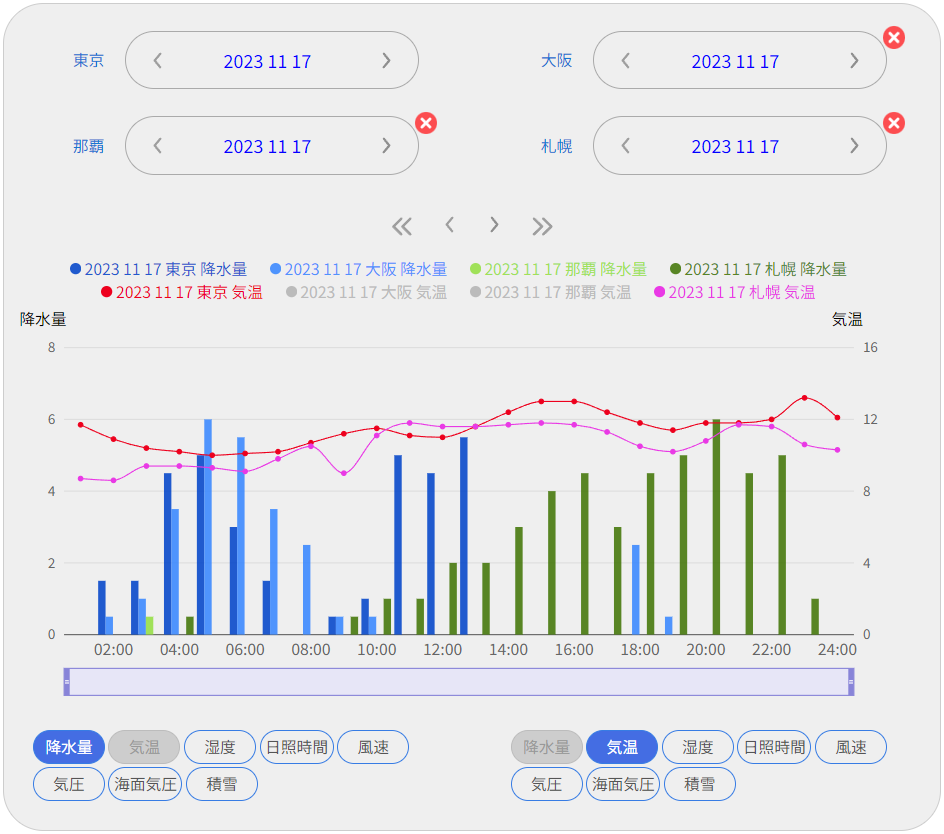 東京 2023 11 17 大阪 2023 11 17
那覇 2023 11 17 札幌 2023 11 17
2023 11 17 東京 降水量 2023 11 17 大阪 降水量 2023 11 17 那覇 降水量 2023 11 17 札幌 降水量
2023 11 17 東京 気温 2023 11 17 大阪 気温 2023 11 17 那覇 気温 2023 11 17 札幌 気温
降水量 気温
8 16
6 12
4 8
2 4
0 0
02:00 04:00 06:00 08:00 10:00 12:00 14:00 16:00 18:00 20:00 22:00 24:00
降水量 気温 湿度 日照時間 風速 降水量 気温 湿度 日照時間 風速
気圧 海面気圧 積雪 気圧 海面気圧 積雪